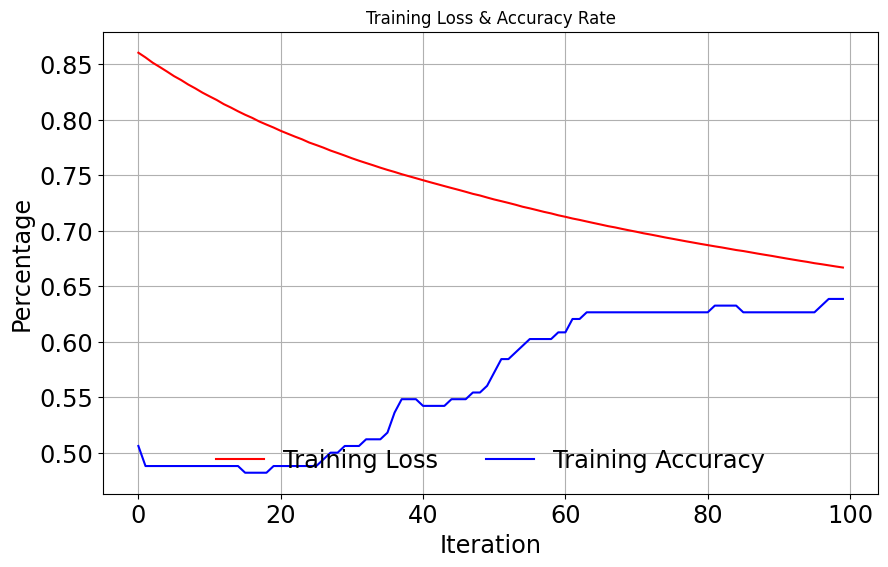 Training Loss & Accuracy Rate
0.85
0.80
0.75
0.70
0.65
0.60
0.55
0.50
Percentage
Training Loss Training Accuracy
0 20 40 60 80 100
Iteration